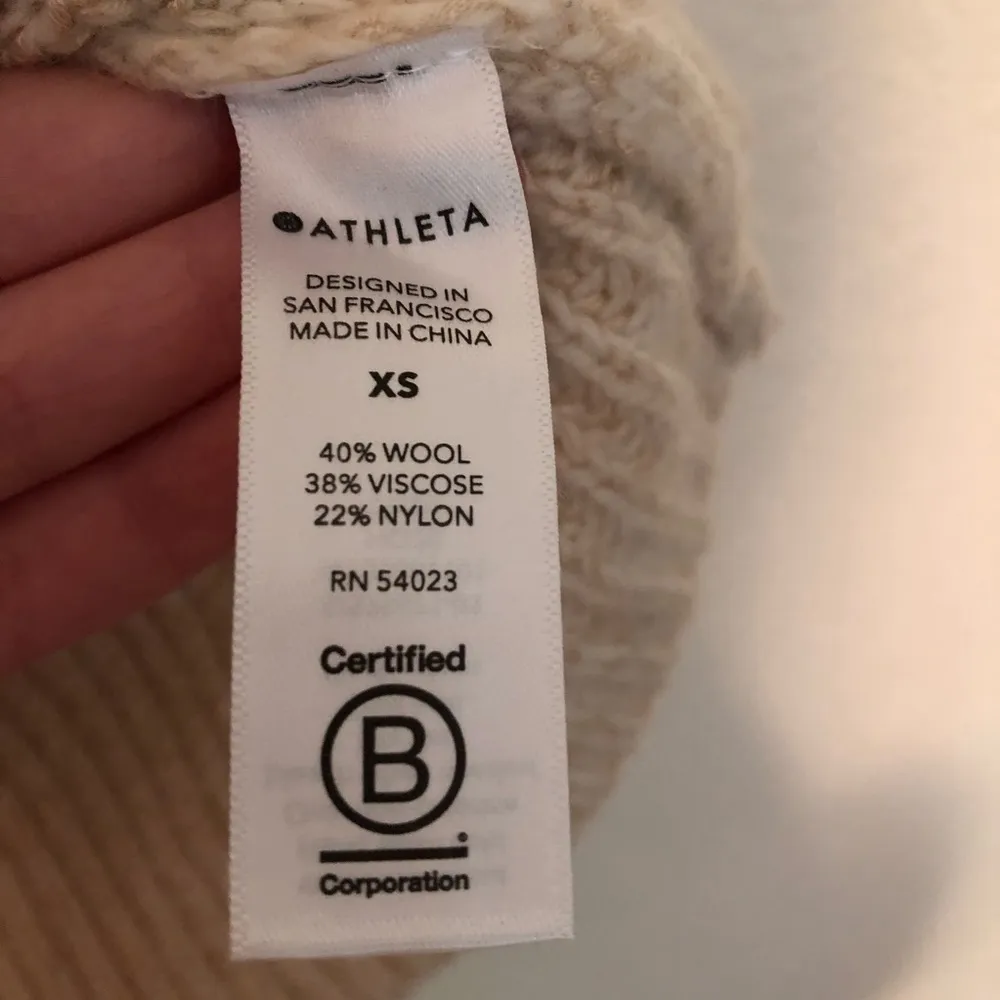 ATHLETA
DESIGNED IN
SAN FRANCISCO
MADE IN CHINA
XS
40% WOOL
38% VISCOSE
22% NYLON
RN 54023
Certified
B
Corporation